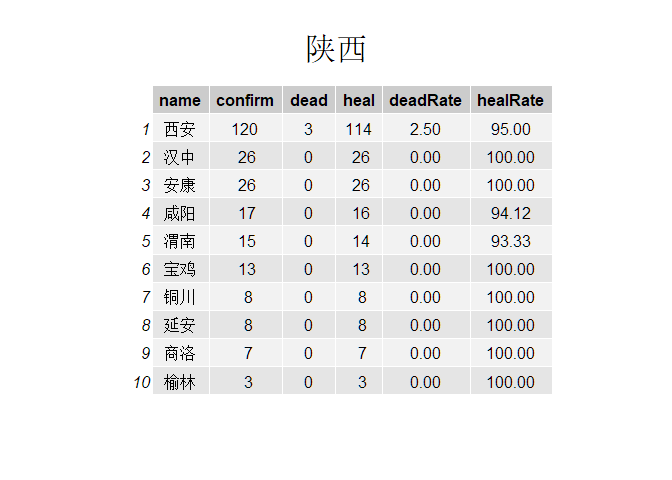 陕西
name confirm dead heal deadRate healRate
1 西安 120 3 114 2.50 95.00
2 汉中 26 0 26 0.00 100.00
3 安康 26 0 26 0.00 100.00
4 咸阳 17 0 16 0.00 94.12
5 渭南 15 0 14 0.00 93.33
6 宝鸡 13 0 13 0.00 100.00
7 铜川 8 0 8 0.00 100.00
8 延安 8 0 8 0.00 100.00
9 商洛 7 0 7 0.00 100.00
10 榆林 3 0 3 0.00 100.00